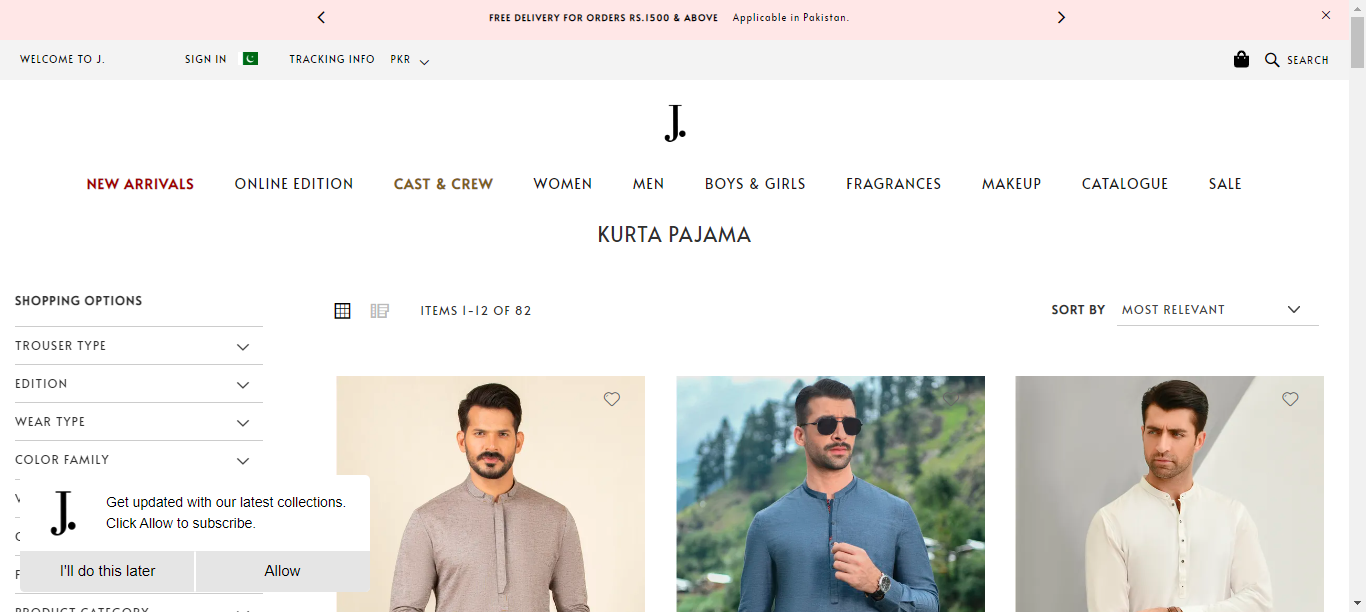 FREE DELIVERY FOR ORDERS RS.1500 & ABOVE Applicable in Pakistan.
WELCOME TO J. SIGN IN TRACKING INFO PKR SEARCH
J.
NEW ARRIVALS ONLINE EDITION CAST & CREW WOMEN MEN BOYS & GIRLS FRAGRANCES MAKEUP CATALOGUE SALE
KURTA PAJAMA
SHOPPING OPTIONS
ITEMS 1-12 OF 82
SORT BY MOST RELEVANT
TROUSER TYPE
EDITION
WEAR TYPE
COLOR FAMILY
J.
Get updated with our latest collections.
Click Allow to subscribe.
I'll do this later Allow
PRODUCT CATEGORY